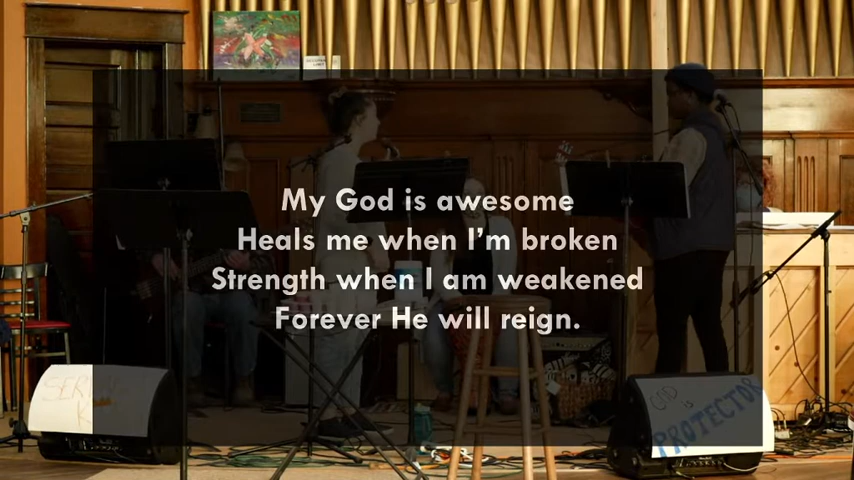 My God is awesome
Heals me when I'm broken
Strength when I am weakened
Forever He will reign.
GOD
is
PROTECTOR